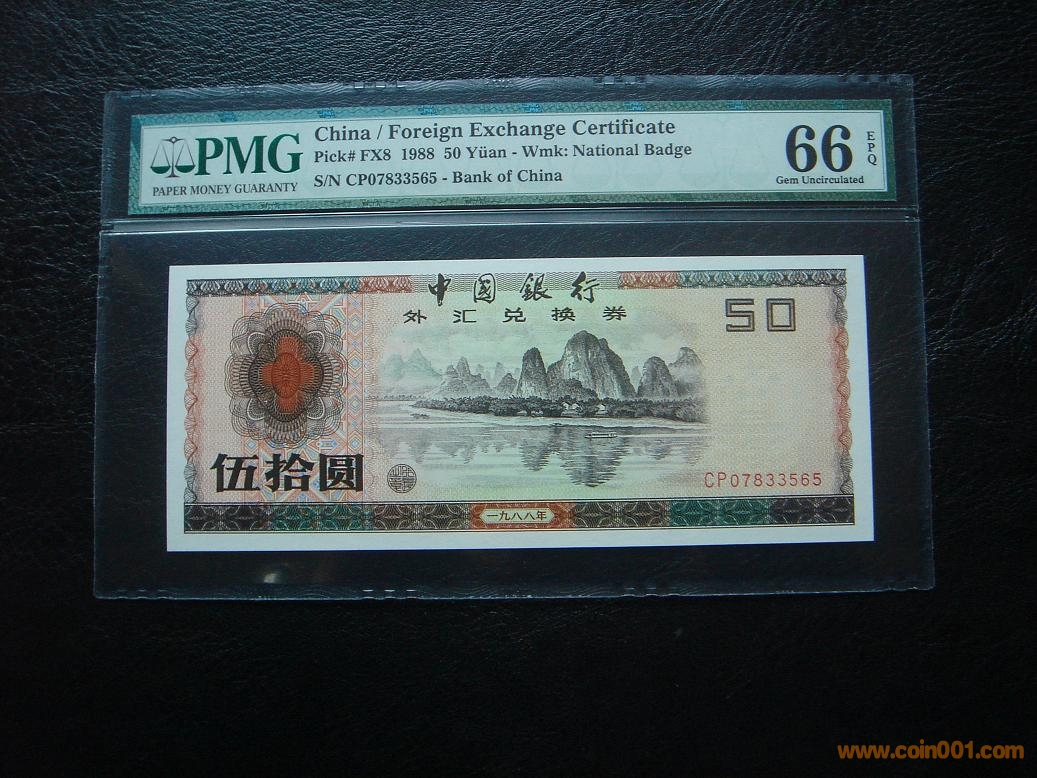 PMG
PAPER MONEY GUARANTY
China / Foreign Exchange Certificate
Pick# FX8 1988 50 Yüan - Wmk: National Badge
S/N CP07833565 - Bank of China
66
EPQ
Gem Uncirculated
中國銀行
外汇兑换券
50
伍拾圆
CP07833565
一九八八年
www.coin001.com